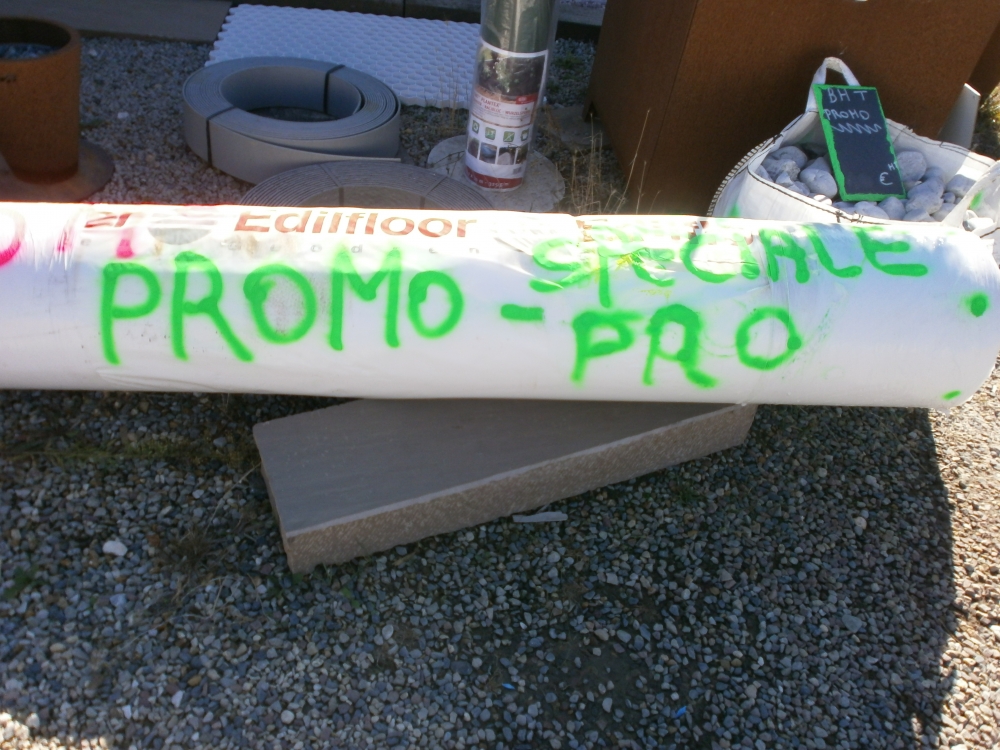 BHT
PROMO
€
Edilfloor
SPECIALE
PROMO - PRO